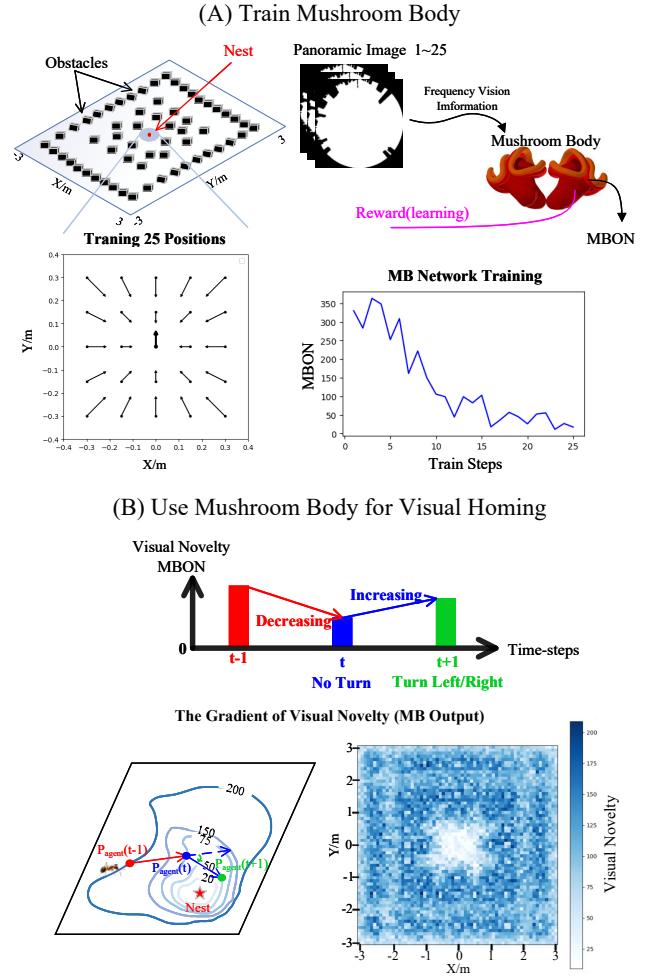 (A) Train Mushroom Body
Obstacles
Nest
Panoramic Image 1~25
Frequency Vision
Imformation
Mushroom Body
Reward(learning)
MBON
-3
X/m
3
-3
Y/m
3
Traning 25 Positions
0.4
0.3
0.2
0.1
0.0
−0.1
−0.2
−0.3
−0.4
Y/m
−0.4 −0.3 −0.2 −0.1 0.0 0.1 0.2 0.3 0.4
X/m
MB Network Training
350
300
250
200
150
100
50
0
MBON
0 5 10 15 20 25
Train Steps
(B) Use Mushroom Body for Visual Homing
Visual Novelty
MBON
Increasing
Decreasing
0
Time-steps
t-1
t
t+1
No Turn
Turn Left/Right
The Gradient of Visual Novelty (MB Output)
200
150
75
50
20
Pagent(t-1)
Pagent(t)
Pagent(t+1)
Nest
3
2
1
0
-1
-2
-3
Y/m
-3 -2 -1 0 1 2 3
X/m
200
175
150
125
100
75
50
25
Visual Novelty